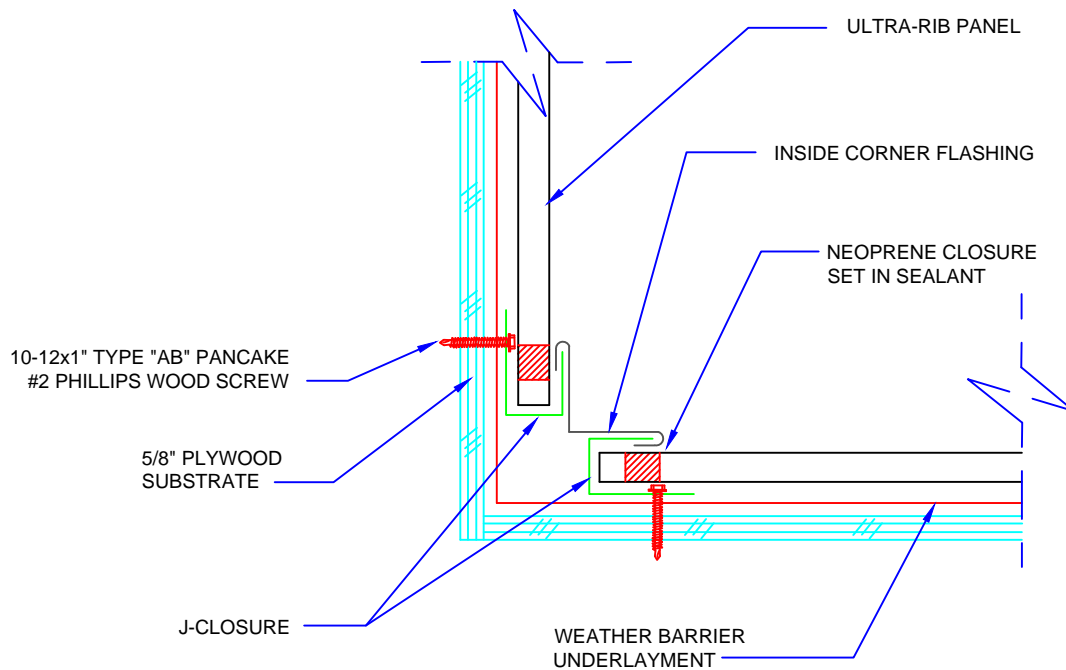 ULTRA-RIB PANEL
INSIDE CORNER FLASHING
NEOPRENE CLOSURE
SET IN SEALANT
10-12x1" TYPE "AB" PANCAKE
#2 PHILLIPS WOOD SCREW
5/8" PLYWOOD
SUBSTRATE
J-CLOSURE
WEATHER BARRIER
UNDERLAYMENT